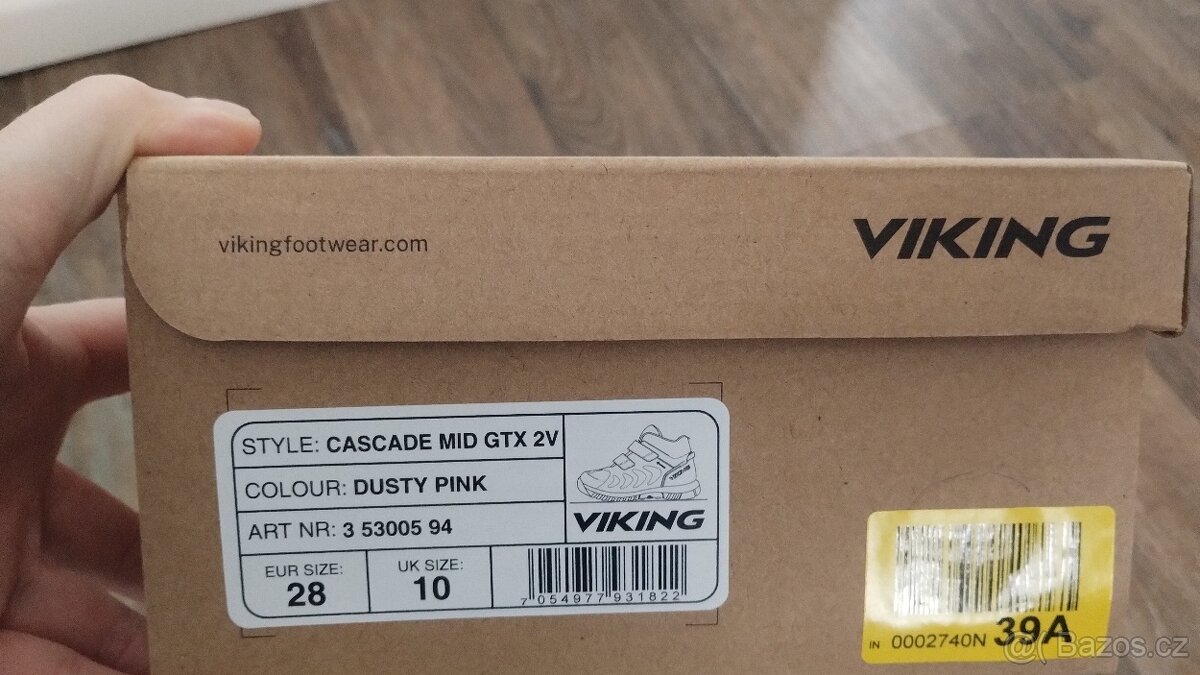 vikingfootwear.com
VIKING
STYLE: CASCADE MID GTX 2V
COLOUR: DUSTY PINK
ART NR: 3 53005 94
VIKING
EUR SIZE:
28
UK SIZE:
10
7 054977 931822
IN 0002740N 39A
@ Bazos.cz